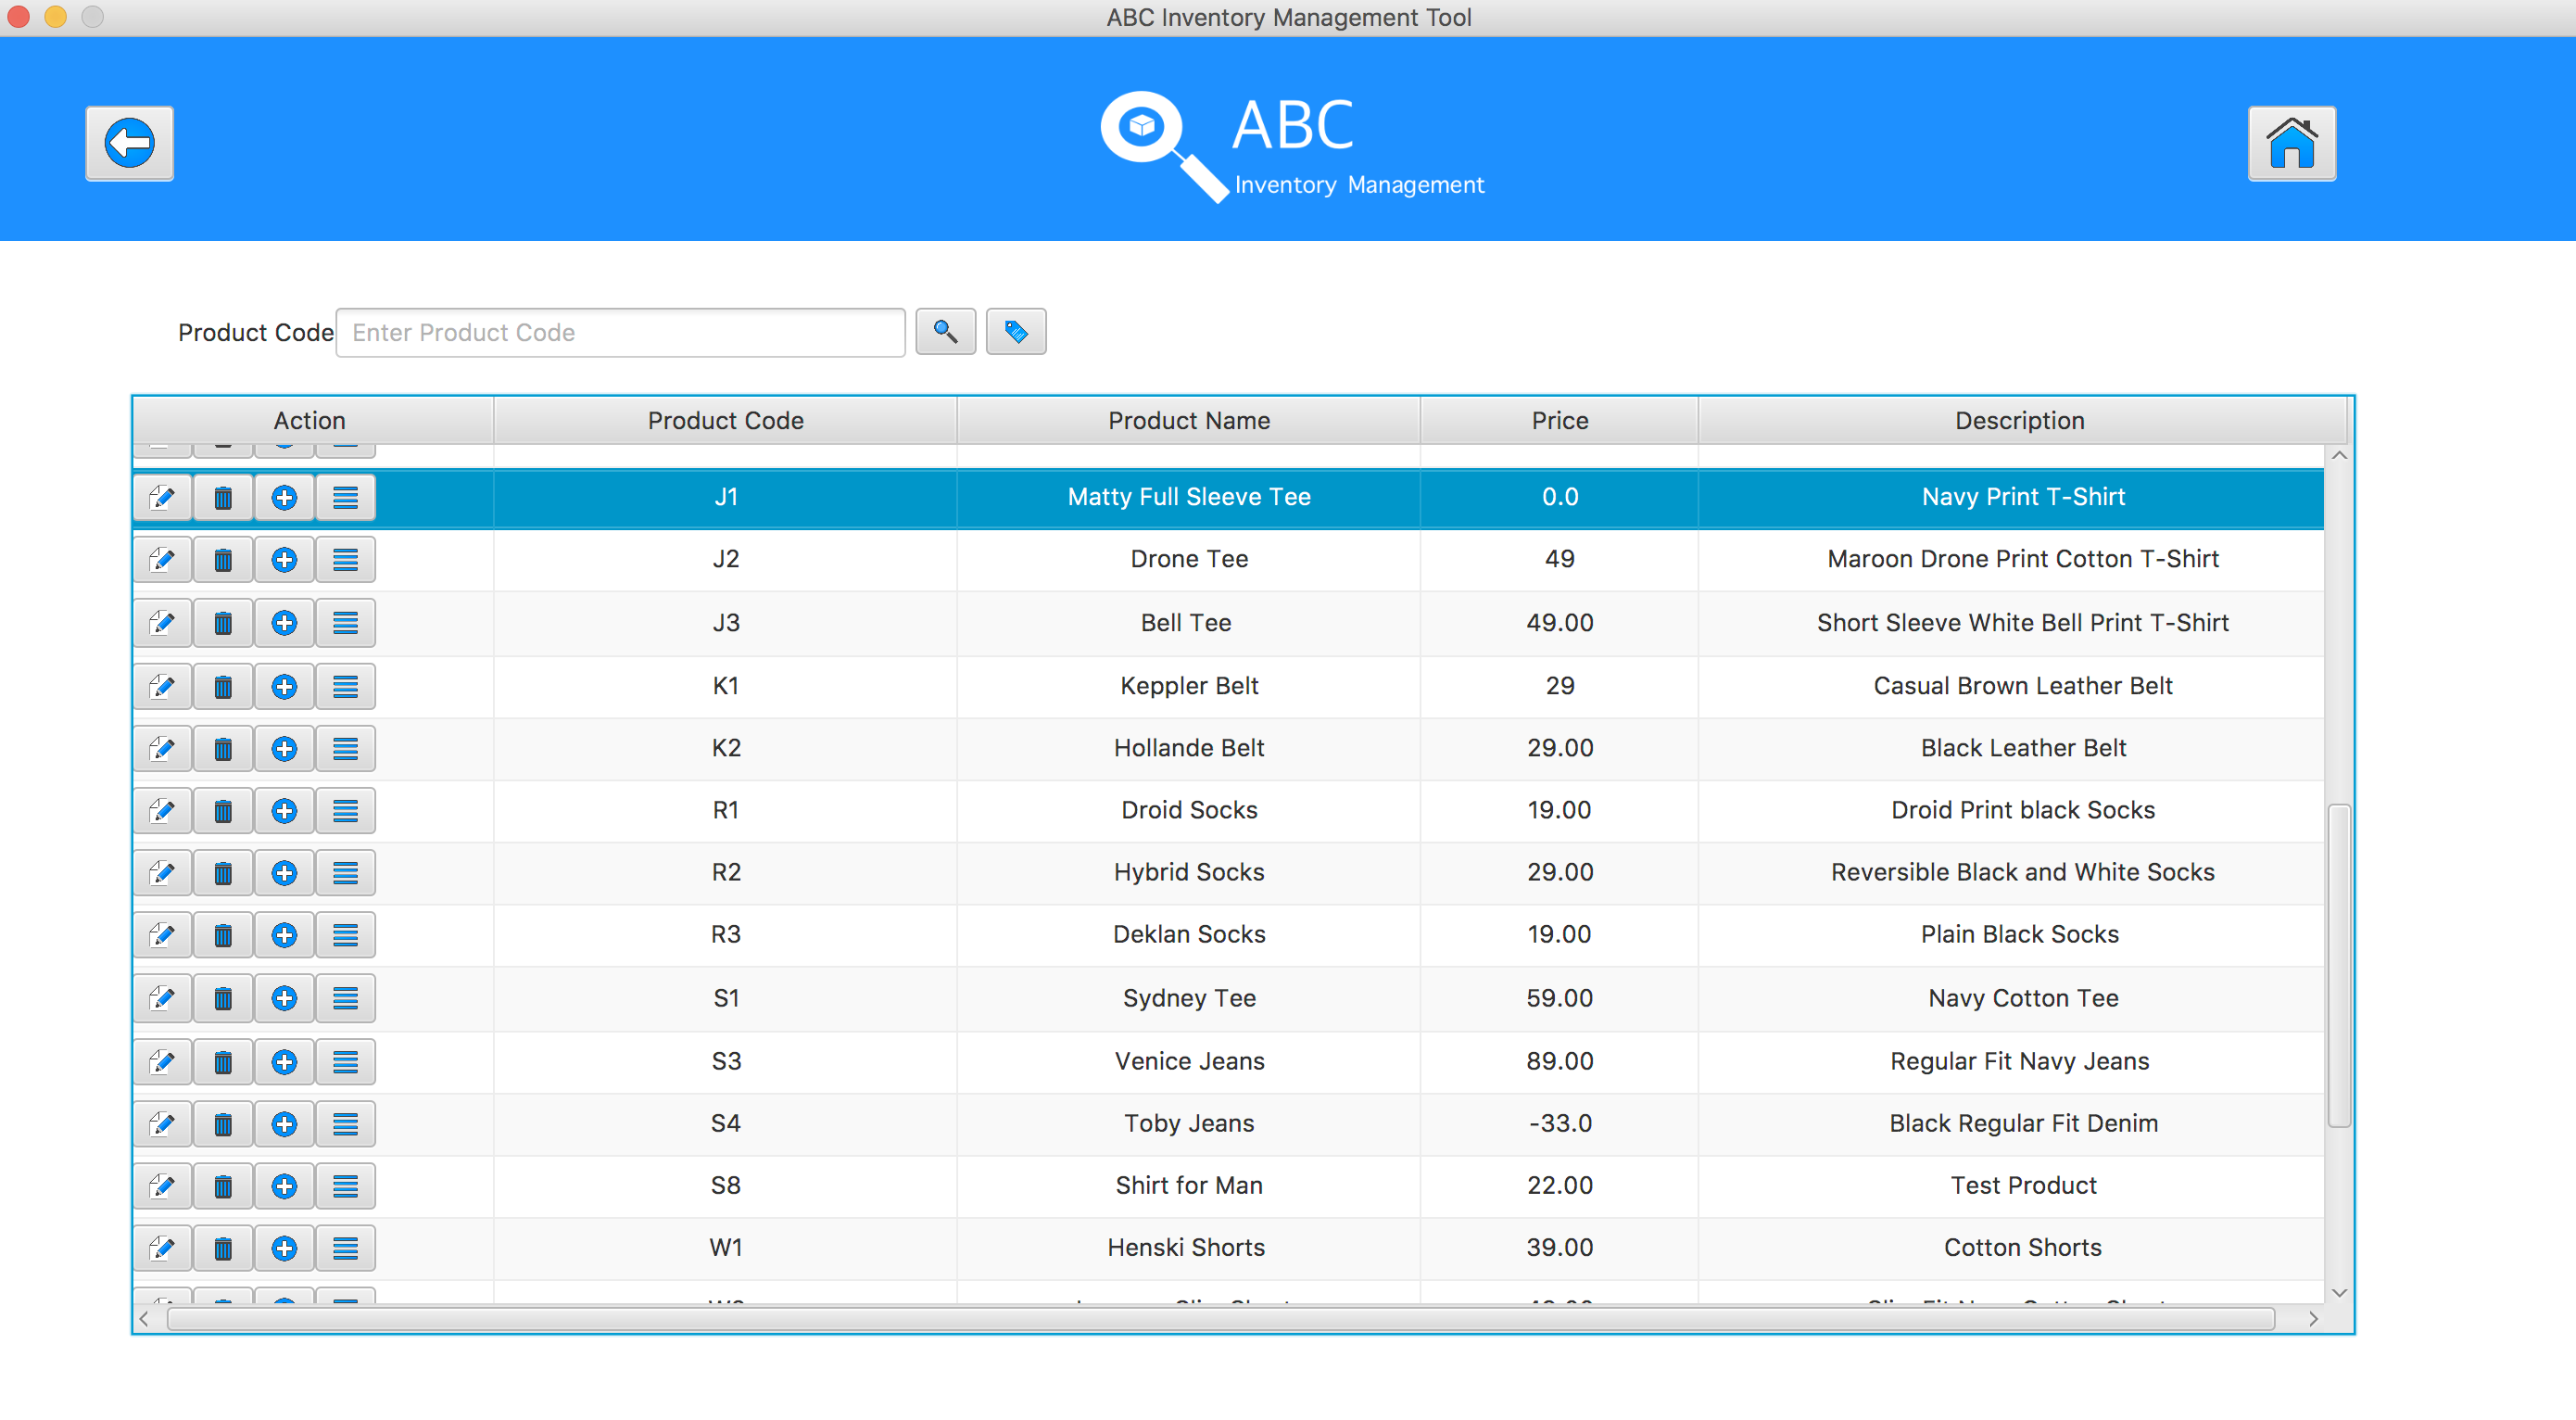 ABC Inventory Management Tool
ABC
Inventory Management
Product Code Enter Product Code
Action Product Code Product Name Price Description
J1 Matty Full Sleeve Tee 0.0 Navy Print T-Shirt
J2 Drone Tee 49 Maroon Drone Print Cotton T-Shirt
J3 Bell Tee 49.00 Short Sleeve White Bell Print T-Shirt
K1 Keppler Belt 29 Casual Brown Leather Belt
K2 Hollande Belt 29.00 Black Leather Belt
R1 Droid Socks 19.00 Droid Print black Socks
R2 Hybrid Socks 29.00 Reversible Black and White Socks
R3 Deklan Socks 19.00 Plain Black Socks
S1 Sydney Tee 59.00 Navy Cotton Tee
S3 Venice Jeans 89.00 Regular Fit Navy Jeans
S4 Toby Jeans -33.0 Black Regular Fit Denim
S8 Shirt for Man 22.00 Test Product
W1 Henski Shorts 39.00 Cotton Shorts